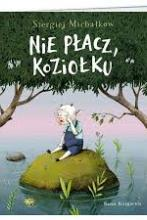 Siergiej Michałkow
NIE PŁACZ,
KOZIOŁKU
Nasza Księgarnia